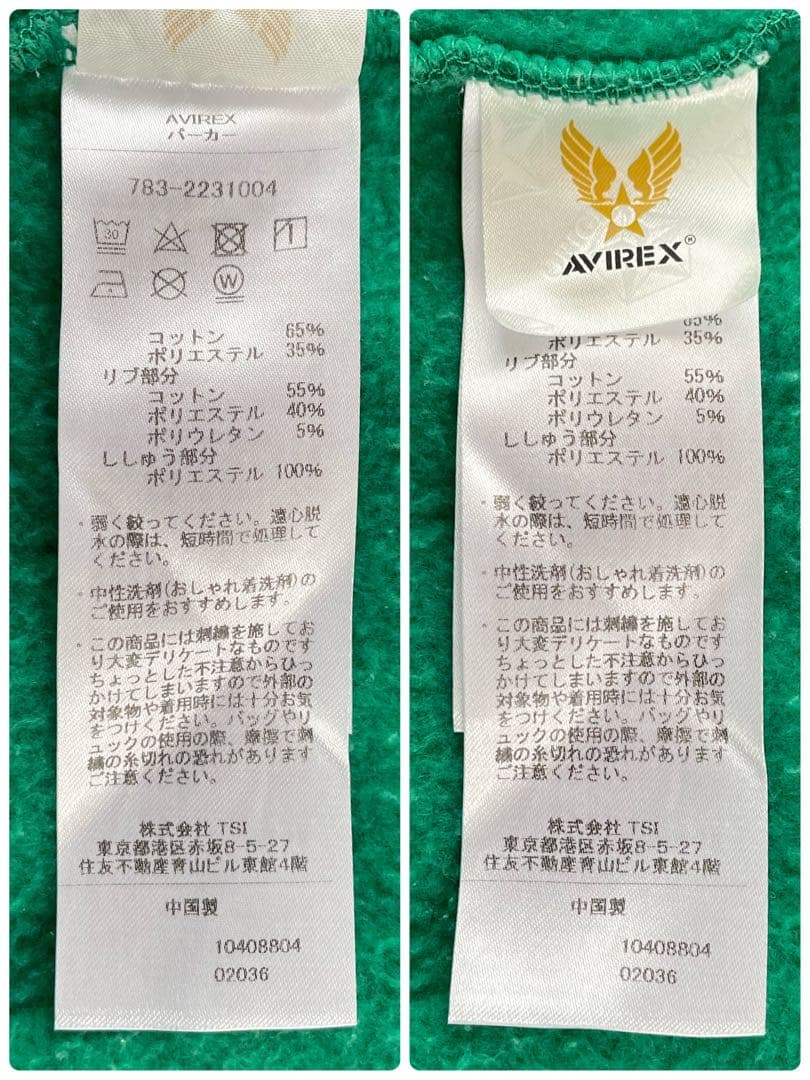 AVIREX
パーカー
783-2231004
30
W
コットン 65%
ポリエステル 35%
リブ部分
コットン 55%
ポリエステル 40%
ポリウレタン 5%
ししゅう部分
ポリエステル 100%
・弱く絞ってください。遠心脱
水の際は、短時間で処理して
ください。
・中性洗剤(おしゃれ着洗剤)の
ご使用をおすすめします。
・この商品には刺繍を施してお
り大変デリケートなものです
ちょっとした不注意からひっ
かけてしまいますので外部の
対象物や着用時には十分お気
をつけください。バッグやリ
ュックの使用の際、摩擦で刺
繍の糸切れの恐れがあります
ご注意ください。
株式会社 TSI
東京都港区赤坂8-5-27
住友不動産青山ビル東館4階
中国製
10408804
02036
AVIREX®
65%
ポリエステル 35%
リブ部分
コットン 55%
ポリエステル 40%
ポリウレタン 5%
ししゅう部分
ポリエステル 100%
・弱く絞ってください。遠心脱
水の際は、短時間で処理して
ください。
・中性洗剤(おしゃれ着洗剤)の
ご使用をおすすめします。
・この商品には刺繍を施してお
り大変デリケートなものです
ちょっとした不注意からひっ
かけてしまいますので外部の
対象物や着用時には十分お気
をつけください。バッグやリ
ュックの使用の際、摩擦で刺
繍の糸切れの恐れがあります
ご注意ください。
株式会社 TSI
東京都港区赤坂8-5-27
住友不動産青山ビル東館4階
中国製
10408804
02036